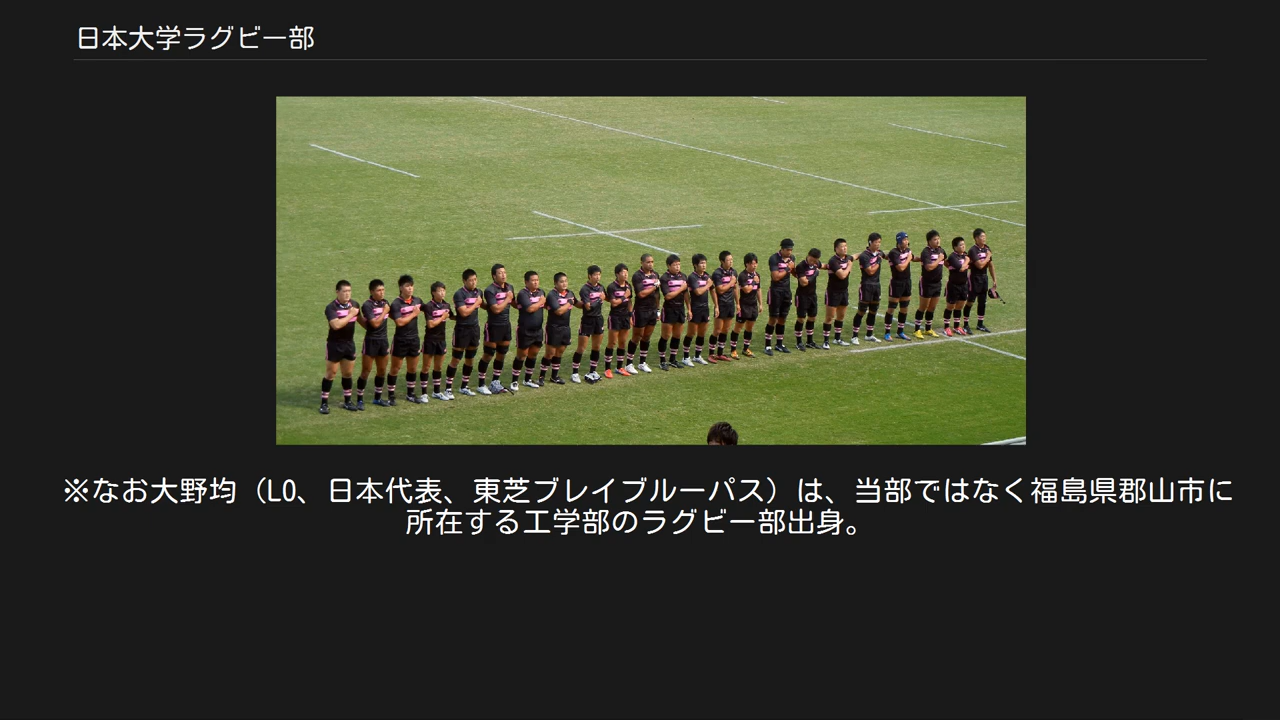 日本大学ラグビー部
※なお大野均（LO、日本代表、東芝ブレイブルーパス）は、当部ではなく福島県郡山市に
所在する工学部のラグビー部出身。